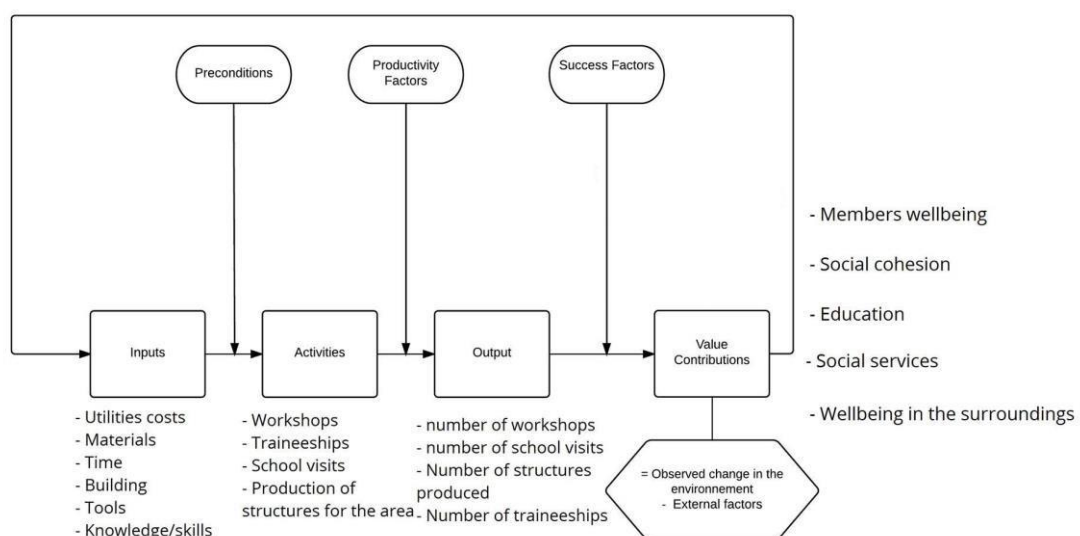 Preconditions
Productivity
Factors
Success Factors
- Members wellbeing
- Social cohesion
- Education
- Social services
- Wellbeing in the surroundings
Inputs
Activities
Output
Value
Contributions
- Utilities costs
- Materials
- Time
- Building
- Tools
- Knowledge/skills
- Workshops
- Traineeships
- School visits
- Production of
structures for the area
- number of workshops
- number of school visits
- Number of structures
produced
- Number of traineeships
= Observed change in the
environnement
- External factors